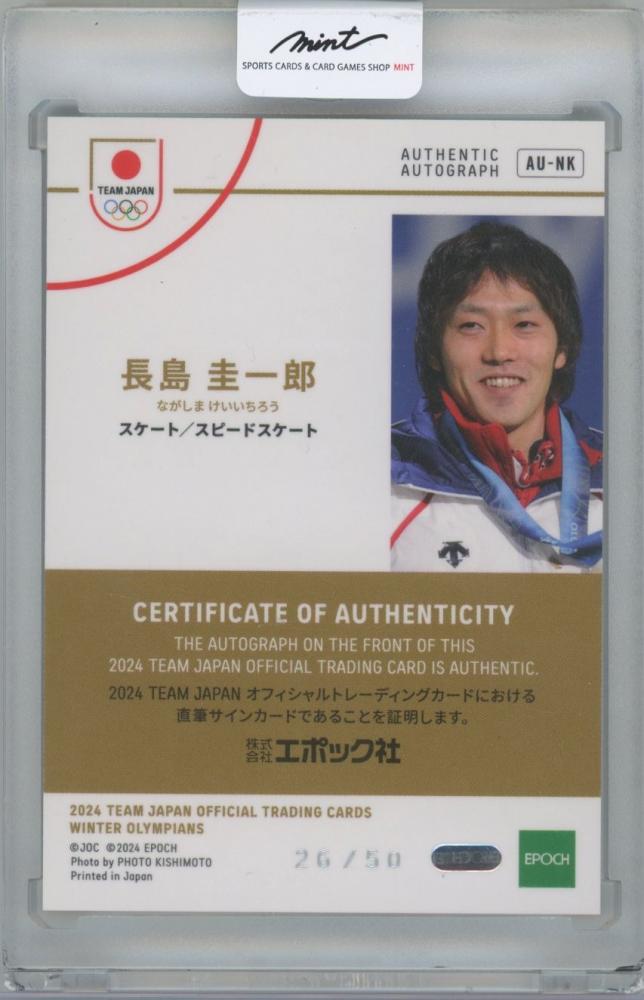 mint
SPORTS CARDS & CARD GAMES SHOP MINT
TEAM JAPAN
AUTHENTIC
AUTOGRAPH
AU-NK
長島 圭一郎
ながしま けいいちろう
スケート/スピードスケート
CERTIFICATE OF AUTHENTICITY
THE AUTOGRAPH ON THE FRONT OF THIS
2024 TEAM JAPAN OFFICIAL TRADING CARD IS AUTHENTIC.
2024 TEAM JAPAN オフィシャルトレーディングカードにおける
直筆サインカードであることを証明します。
株式会社エポック社
2024 TEAM JAPAN OFFICIAL TRADING CARDS
WINTER OLYMPIANS
©JOC ©2024 EPOCH
Photo by PHOTO KISHIMOTO
Printed in Japan
26/50
EPOCH